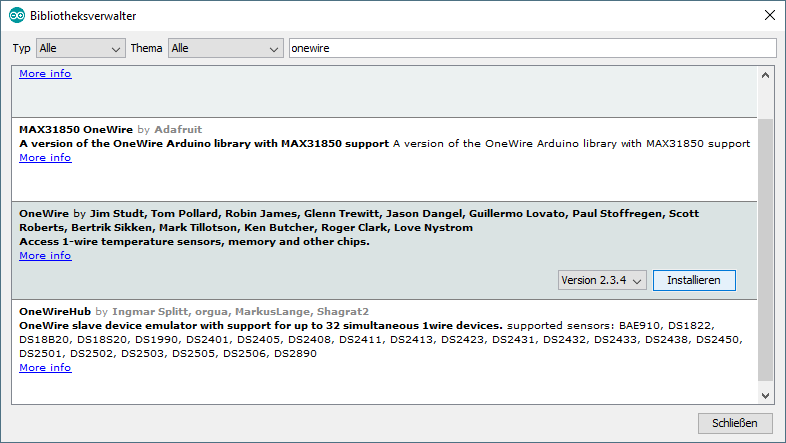 Bibliotheksverwalter
Typ Alle Thema Alle onewire
More info
MAX31850 OneWire by Adafruit
A version of the OneWire Arduino library with MAX31850 support A version of the OneWire Arduino library with MAX31850 support
More info
OneWire by Jim Studt, Tom Pollard, Robin James, Glenn Trewitt, Jason Dangel, Guillermo Lovato, Paul Stoffregen, Scott
Roberts, Bertrik Sikken, Mark Tillotson, Ken Butcher, Roger Clark, Love Nystrom
Access 1-wire temperature sensors, memory and other chips.
More info
Version 2.3.4 Installieren
OneWireHub by Ingmar Splitt, orgua, MarkusLange, Shagrat2
OneWire slave device emulator with support for up to 32 simultaneous 1wire devices. supported sensors: BAE910, DS1822,
DS18B20, DS18S20, DS1990, DS2401, DS2405, DS2408, DS2411, DS2413, DS2423, DS2431, DS2432, DS2433, DS2438, DS2450,
DS2501, DS2502, DS2503, DS2505, DS2506, DS2890
More info
Schließen